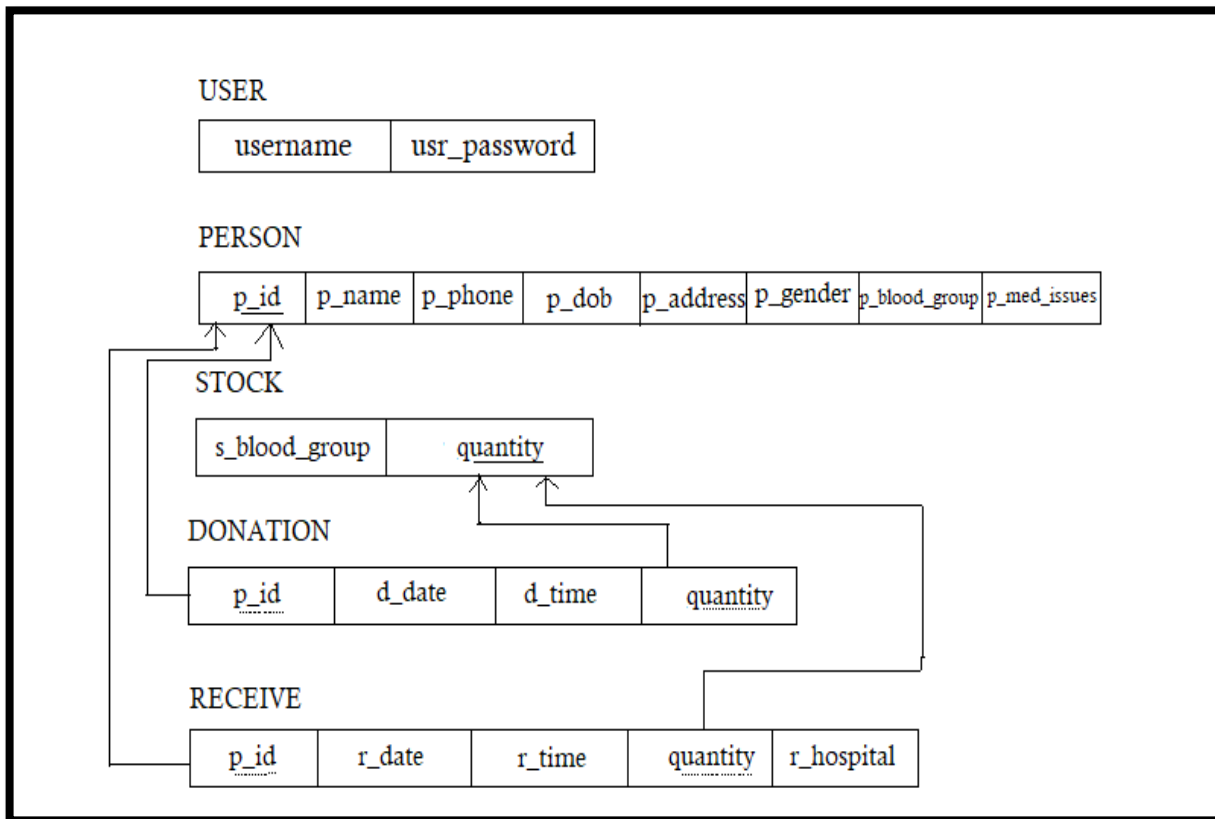 USER
username usr_password
PERSON
p_id p_name p_phone p_dob p_address p_gender p_blood_group p_med_issues
STOCK
s_blood_group quantity
DONATION
p_id d_date d_time quantity
RECEIVE
p_id r_date r_time quantity r_hospital